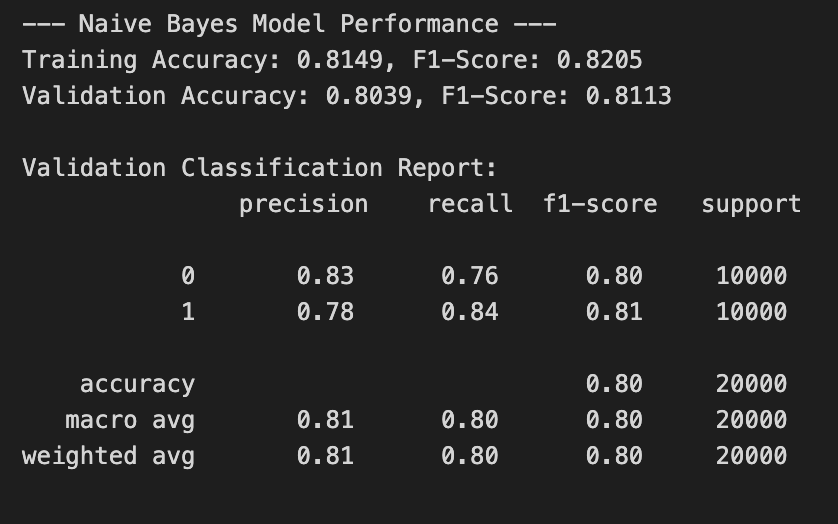 --- Naive Bayes Model Performance ---
Training Accuracy: 0.8149, F1-Score: 0.8205
Validation Accuracy: 0.8039, F1-Score: 0.8113
Validation Classification Report:
precision recall f1-score support
0 0.83 0.76 0.80 10000
1 0.78 0.84 0.81 10000
accuracy 0.80 20000
macro avg 0.81 0.80 0.80 20000
weighted avg 0.81 0.80 0.80 20000